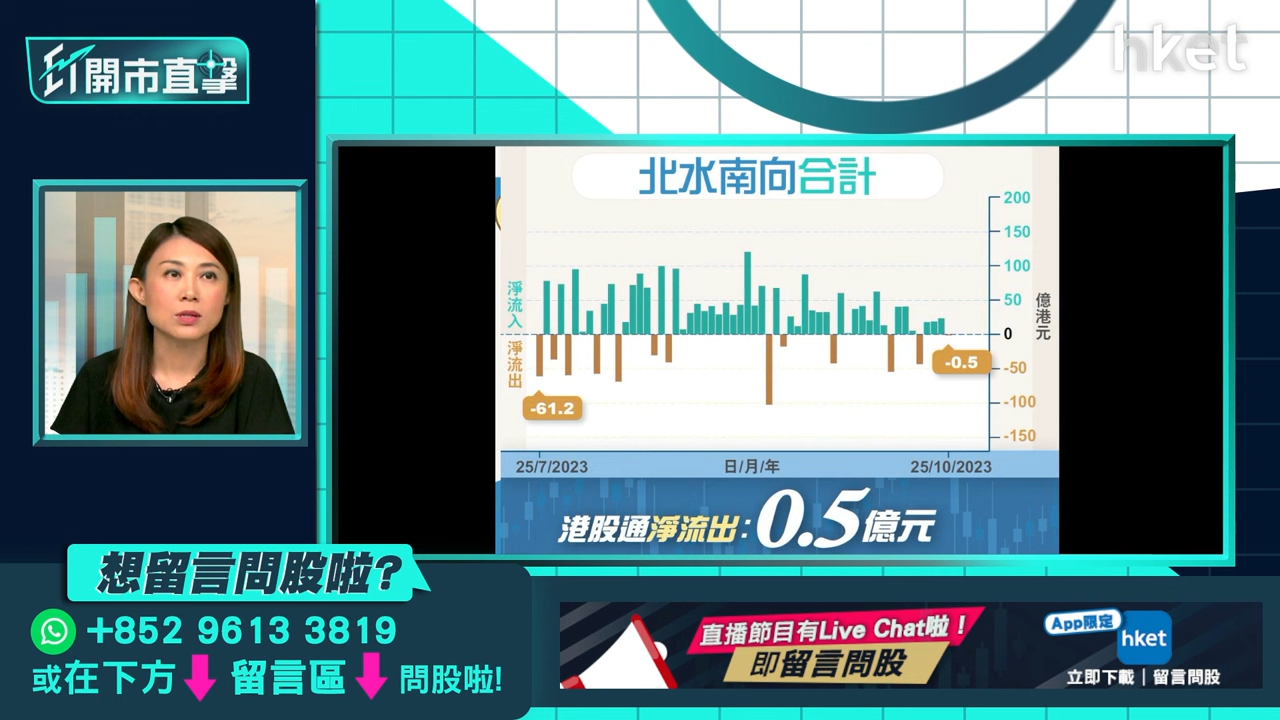 ET開市直擊
hket
北水南向合計
200
150
100
50
0
-50
-100
-150
億港元
淨流入
淨流出
-61.2
-0.5
25/7/2023
日/月/年
25/10/2023
港股通淨流出：0.5億元
想留言問股啦?
+852 9613 3819
或在下方 留言區 問股啦!
直播節目有Live Chat啦！
即留言問股
App限定
hket
立即下載｜留言問股